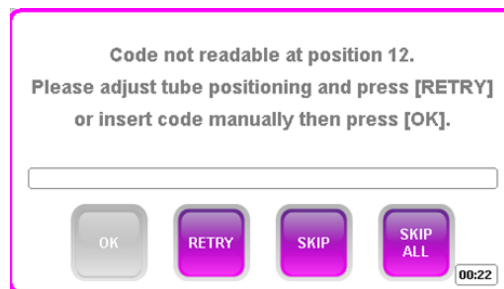 Code not readable at position 12.
Please adjust tube positioning and press [RETRY]
or insert code manually then press [OK].
OK
RETRY
SKIP
SKIP
ALL
00:22